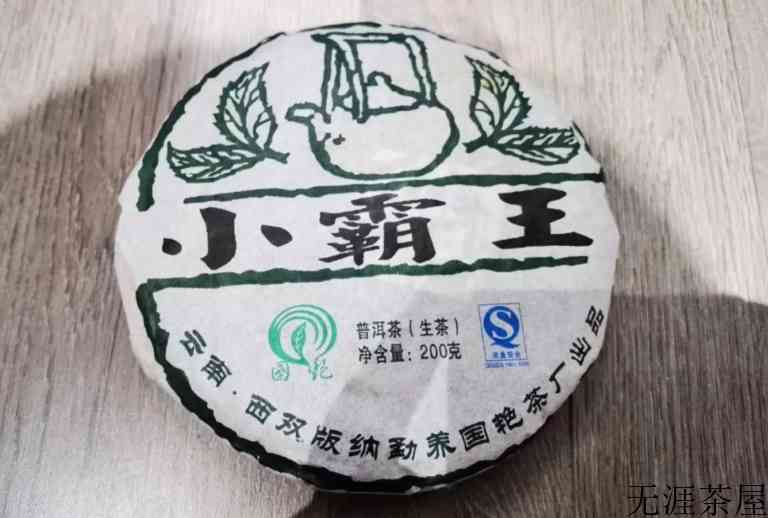 小霸王
国艳
普洱茶(生茶)
净含量:200克
云南·西双版纳勐养国艳茶厂出品
无涯茶屋